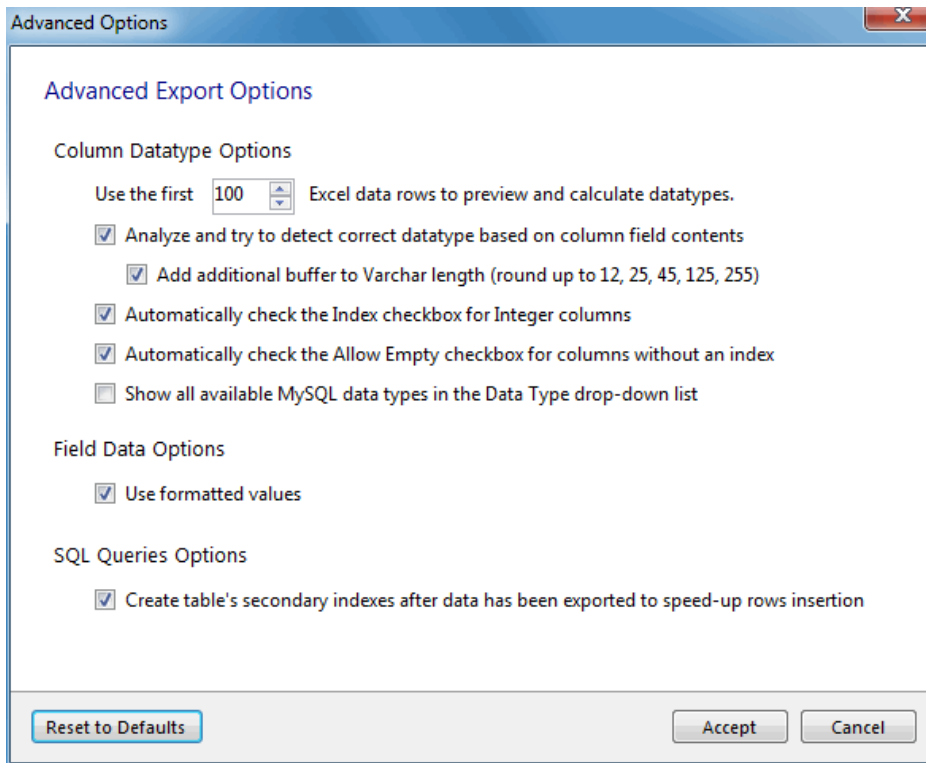 Advanced Options
Advanced Export Options
Column Datatype Options
Use the first 100 Excel data rows to preview and calculate datatypes.
Analyze and try to detect correct datatype based on column field contents
Add additional buffer to Varchar length (round up to 12, 25, 45, 125, 255)
Automatically check the Index checkbox for Integer columns
Automatically check the Allow Empty checkbox for columns without an index
Show all available MySQL data types in the Data Type drop-down list
Field Data Options
Use formatted values
SQL Queries Options
Create table's secondary indexes after data has been exported to speed-up rows insertion
Reset to Defaults Accept Cancel